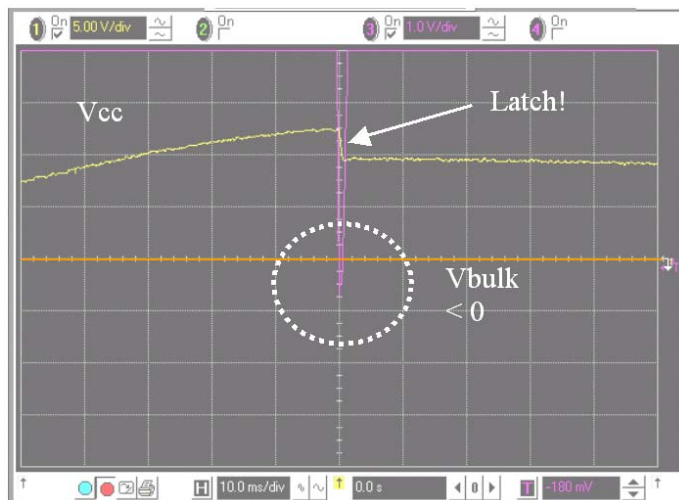 1 On 5.00 V/div 2 On 3 On 1.0 V/div 4 On
Vcc
Latch!
T
Vbulk
< 0
H 10.0 ms/div 0.0 s 0 T -180 mV